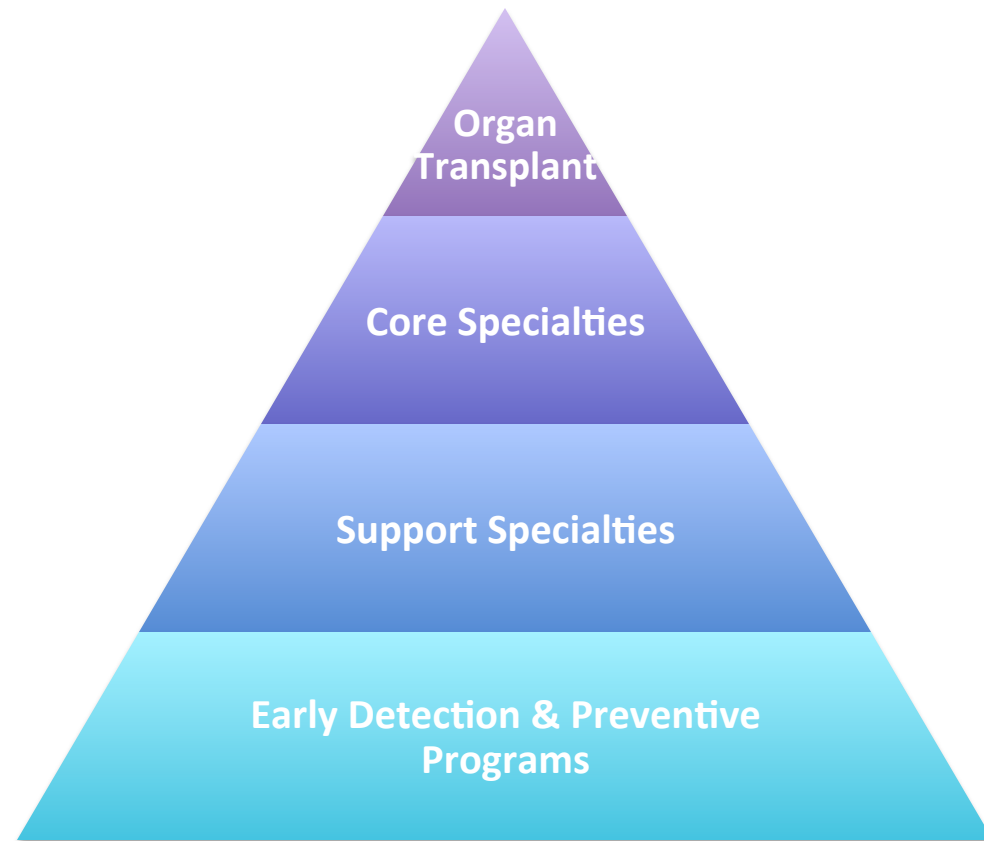 Organ
Transplant
Core Specialties
Support Specialties
Early Detection & Preventive
Programs